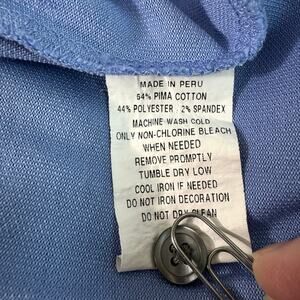 MADE IN PERU
54% PIMA COTTON
44% POLYESTER - 2% SPANDEX
MACHINE WASH COLD
ONLY NON-CHLORINE BLEACH
WHEN NEEDED
REMOVE PROMPTLY
TUMBLE DRY LOW
COOL IRON IF NEEDED
DO NOT IRON DECORATION
DO NOT DRY CLEAN